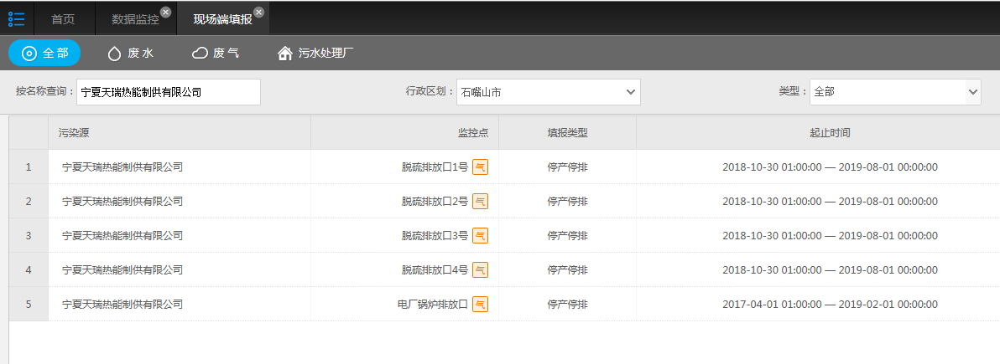 首页 数据监控 现场端填报
全部 废水 废气 污水处理厂
按名称查询： 宁夏天瑞热能制供有限公司 行政区划： 石嘴山市 类型： 全部
污染源 监控点 填报类型 起止时间
1 宁夏天瑞热能制供有限公司 脱硫排放口1号 气 停产停排 2018-10-30 01:00:00 — 2019-08-01 00:00:00
2 宁夏天瑞热能制供有限公司 脱硫排放口2号 气 停产停排 2018-10-30 01:00:00 — 2019-08-01 00:00:00
3 宁夏天瑞热能制供有限公司 脱硫排放口3号 气 停产停排 2018-10-30 01:00:00 — 2019-08-01 00:00:00
4 宁夏天瑞热能制供有限公司 脱硫排放口4号 气 停产停排 2018-10-30 01:00:00 — 2019-08-01 00:00:00
5 宁夏天瑞热能制供有限公司 电厂锅炉排放口 气 停产停排 2017-04-01 01:00:00 — 2019-02-01 00:00:00